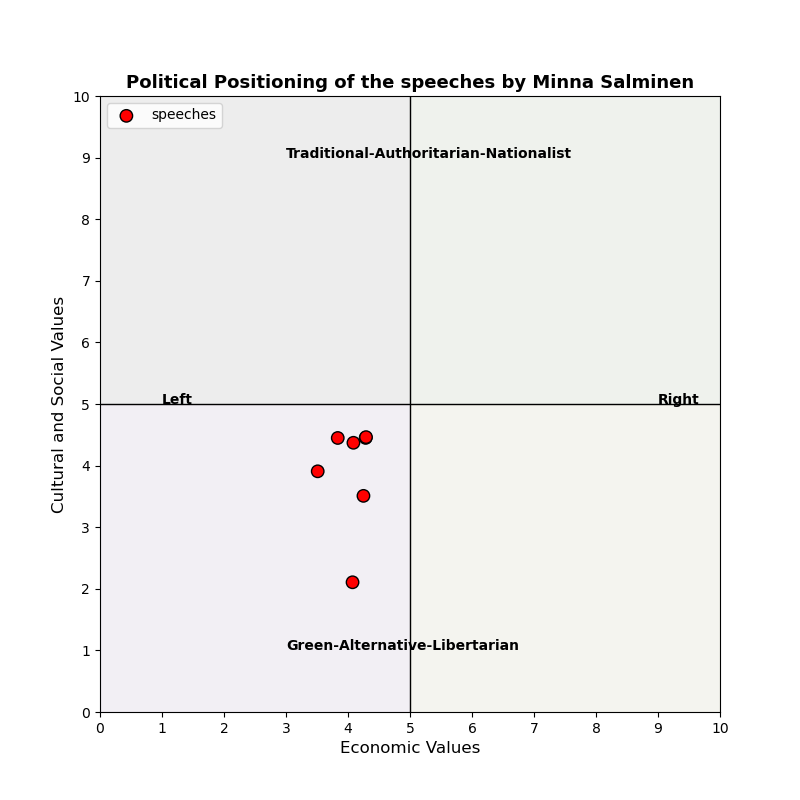 Political Positioning of the speeches by Minna Salminen
speeches
Traditional-Authoritarian-Nationalist
Left
Right
Green-Alternative-Libertarian
Cultural and Social Values
10
9
8
7
6
5
4
3
2
1
0
0 1 2 3 4 5 6 7 8 9 10
Economic Values